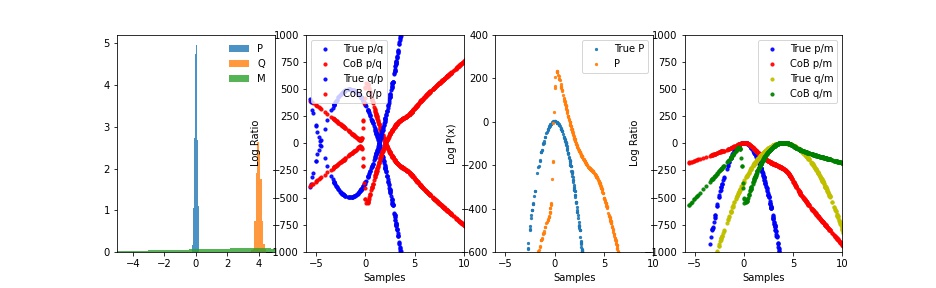 P
Q
M
5
4
3
2
1
0
−4
−2
0
2
4
Log Ratio
1000
750
500
250
0
−250
−500
−750
−1000
True p/q
CoB p/q
True q/p
CoB q/p
−5
0
5
10
Samples
Log P(x)
400
200
0
−200
−400
−600
True P
P
−5
0
5
10
Samples
Log Ratio
1000
750
500
250
0
−250
−500
−750
−1000
True p/m
CoB p/m
True q/m
CoB q/m
−5
0
5
10
Samples